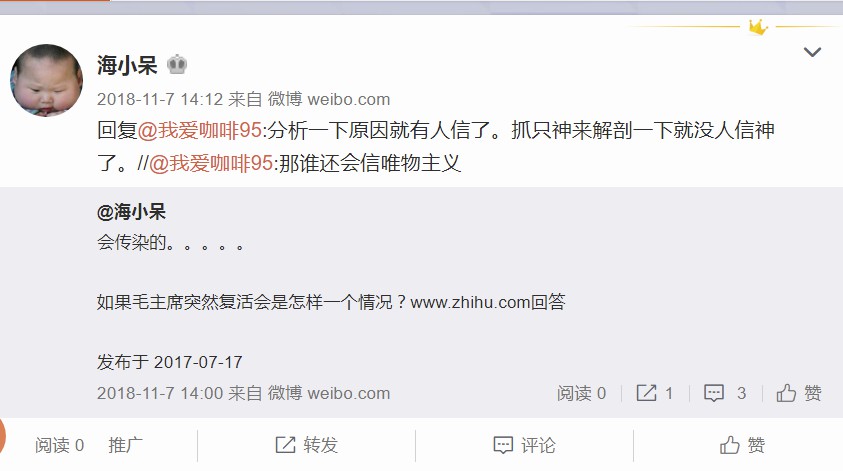 海小呆
2018-11-7 14:12 来自 微博 weibo.com
回复@我爱咖啡95:分析一下原因就有人信了。抓只神来解剖一下就没人信神
了。//@我爱咖啡95:那谁还会信唯物主义
@海小呆
会传染的。。。。。
如果毛主席突然复活会是怎样一个情况？www.zhihu.com回答
发布于 2017-07-17
2018-11-7 14:00 来自 微博 weibo.com 阅读 0 1 3 赞
阅读 0 推广 转发 评论 赞